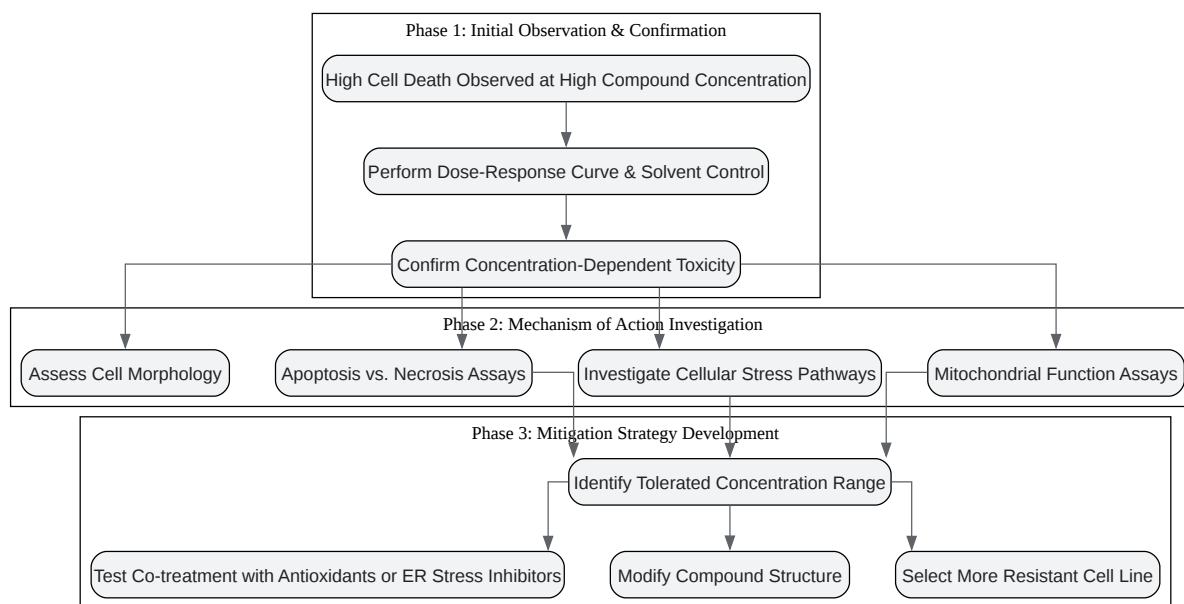 Phase 1: Initial Observation & Confirmation
High Cell Death Observed at High Compound Concentration
Perform Dose-Response Curve & Solvent Control
Confirm Concentration-Dependent Toxicity
Phase 2: Mechanism of Action Investigation
Assess Cell Morphology
Apoptosis vs. Necrosis Assays
Investigate Cellular Stress Pathways
Mitochondrial Function Assays
Phase 3: Mitigation Strategy Development
Identify Tolerated Concentration Range
Test Co-treatment with Antioxidants or ER Stress Inhibitors
Modify Compound Structure
Select More Resistant Cell Line